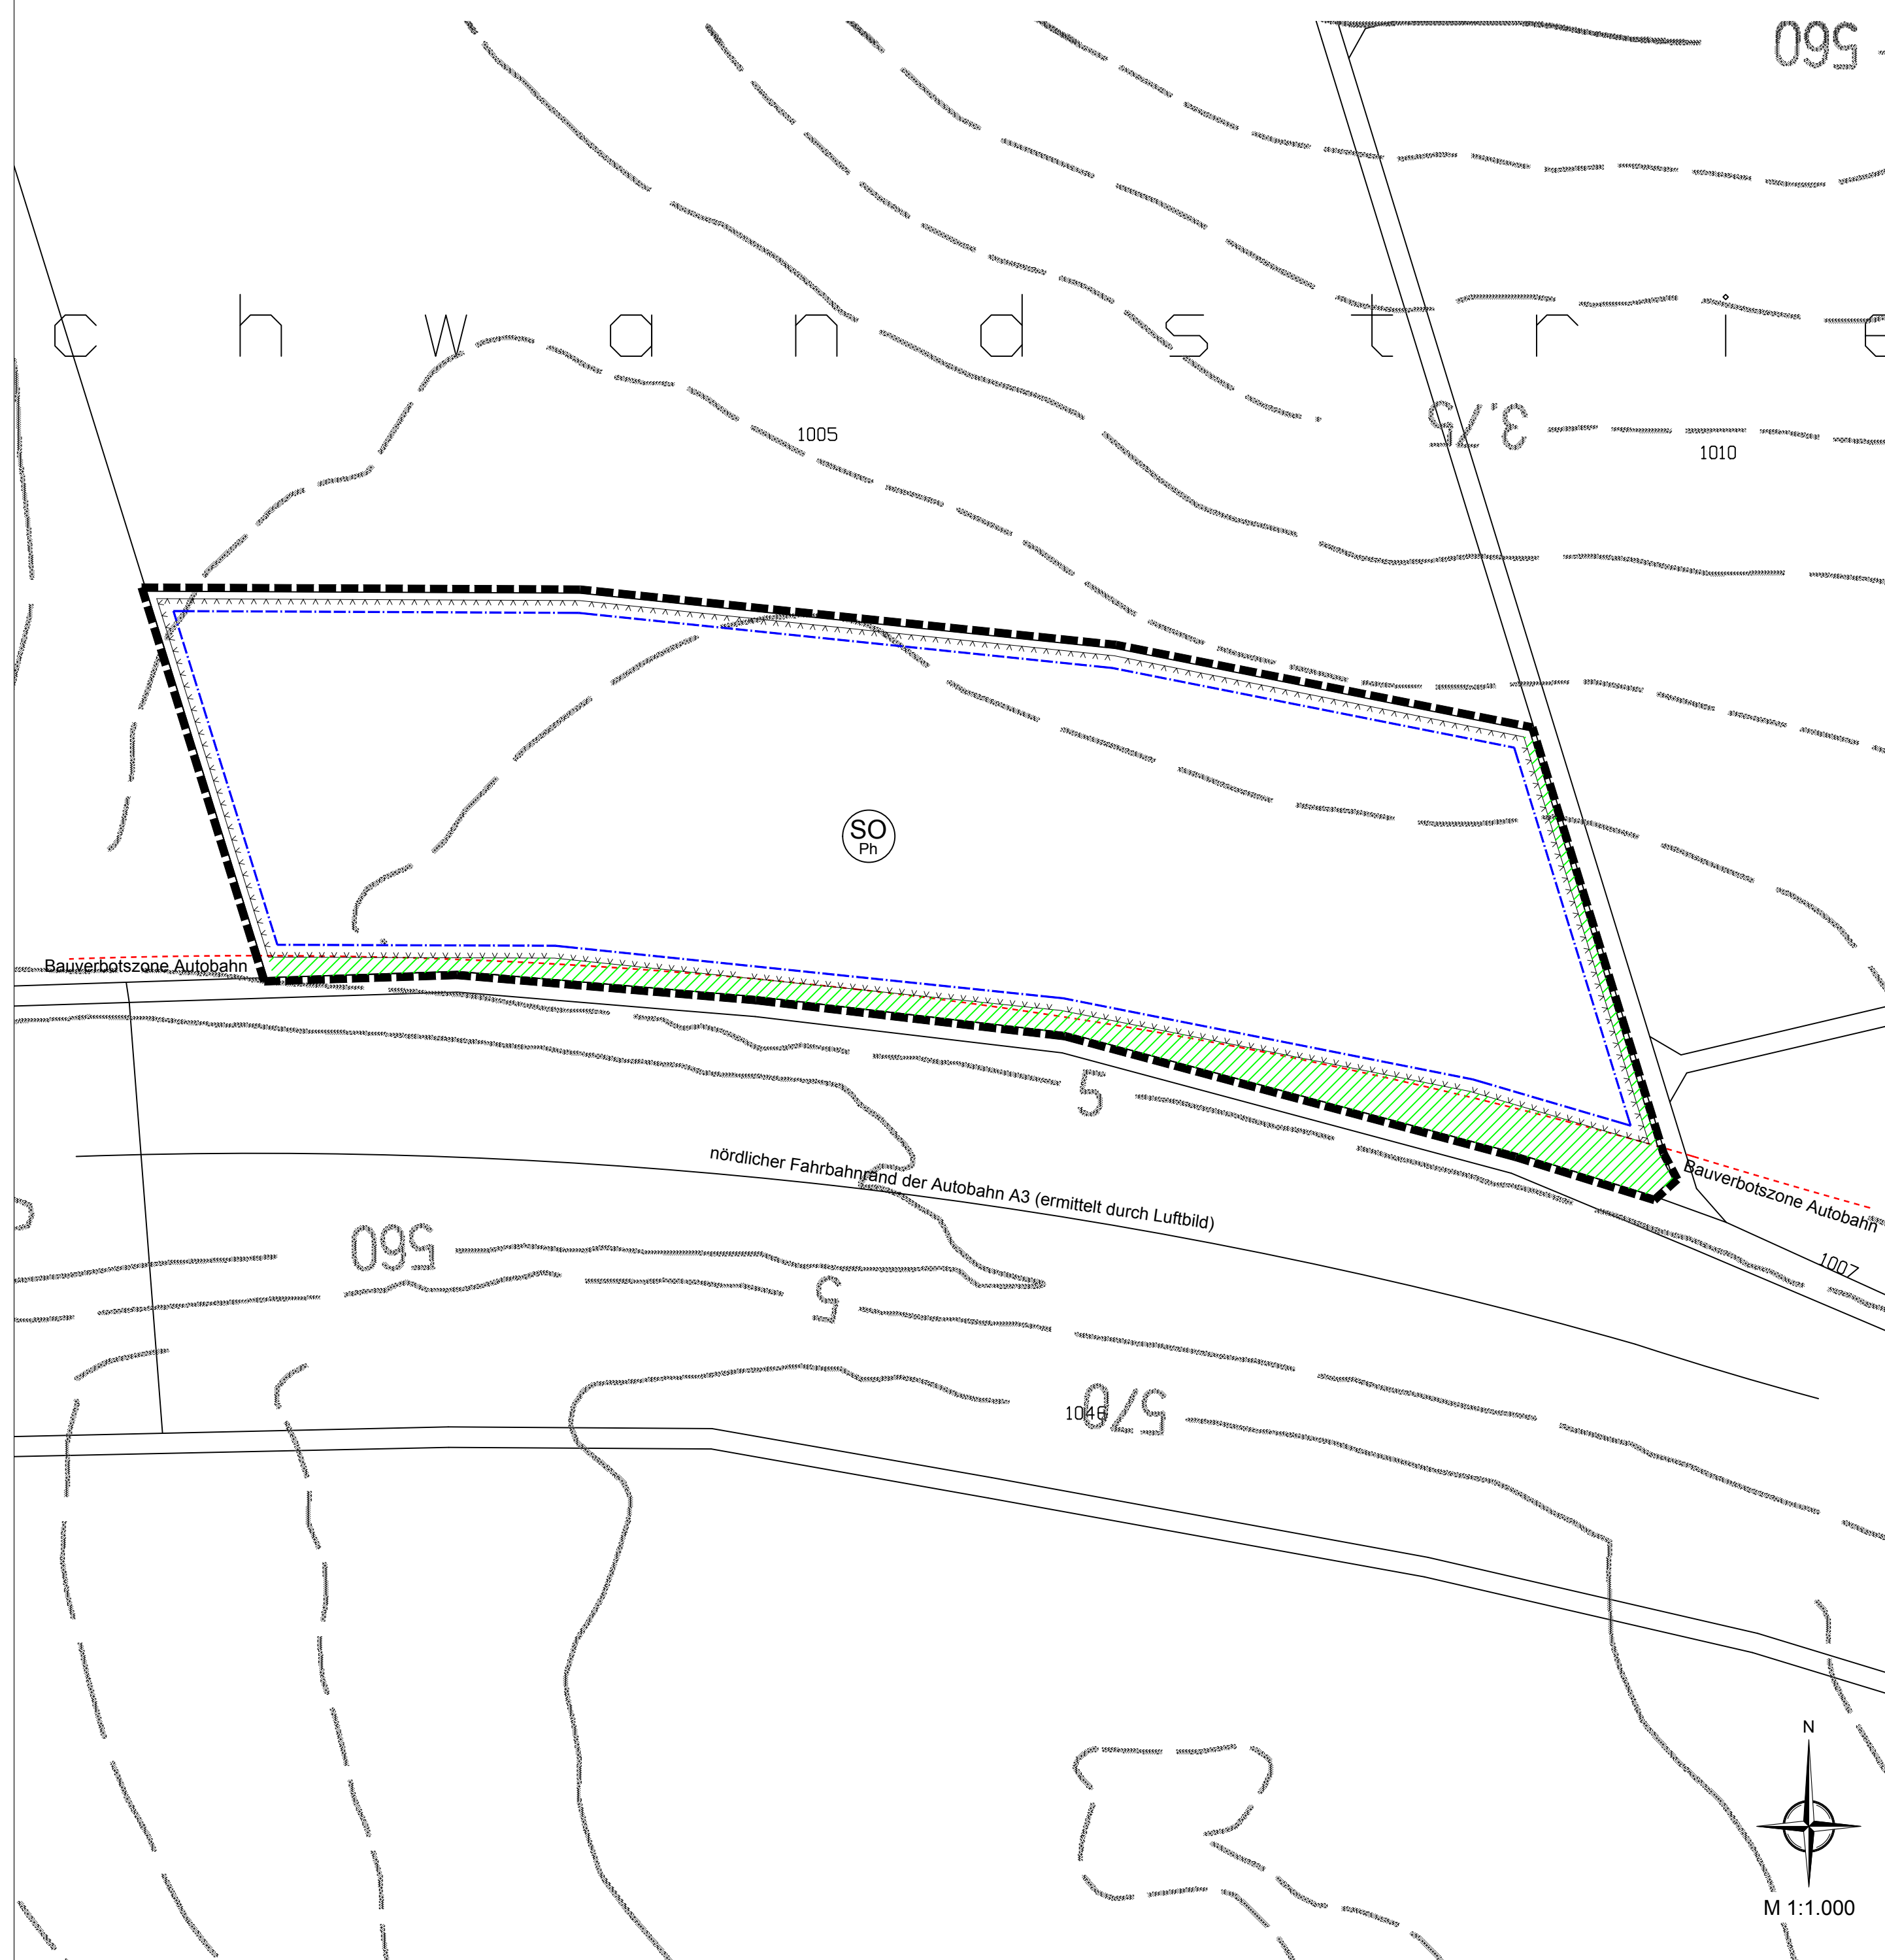 560
c h w a n d s t r i e
3.75
1005
1010
SO
Ph
Bauverbotszone Autobahn
5
nördlicher Fahrbahnrand der Autobahn A3 (ermittelt durch Luftbild)
Bauverbotszone Autobahn
560
1007
5
570
1046
N
M 1:1.000